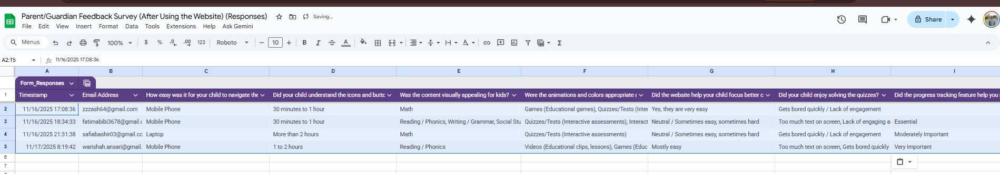 Parent/Guardian Feedback Survey (After Using the Website) (Responses) Saving...
File Edit View Insert Format Data Tools Extensions Help Ask Gemini
Share
Menus 100% $ % .0 .00 123 Roboto − 10 + B I S A Σ
A2:T5 fx 11/16/2025 17:08:36
A B C D E F G H I
Form_Responses
1 Timestamp Email Address How easy was it for your child to navigate the Did your child understand the icons and butto Was the content visually appealing for kids? Were the animations and colors appropriate Did the website help your child focus better Did your child enjoy solving the quizzes? Did the progress tracking feature help you
2 11/16/2025 17:08:36 zzzash64@gmail.com Mobile Phone 30 minutes to 1 hour Math Games (Educational games), Quizzes/Tests (Inter Yes, they are very easy Gets bored quickly / Lack of engagement
3 11/16/2025 18:34:33 fatimabibi3678@gmail.c Mobile Phone 30 minutes to 1 hour Reading / Phonics, Writing / Grammar, Social Stu Quizzes/Tests (Interactive assessments), Interact Neutral / Sometimes easy, sometimes hard Too much text on screen, Lack of engaging a Essential
4 11/16/2025 21:31:38 safiabashir03@gmail.co Laptop More than 2 hours Math Quizzes/Tests (Interactive assessments) Neutral / Sometimes easy, sometimes hard Gets bored quickly / Lack of engagement Moderately Important
5 11/17/2025 8:19:42 warishah.ansari@gmail. Mobile Phone 1 to 2 hours Reading / Phonics Videos (Educational clips, lessons), Games (Educ Mostly easy Too much text on screen, Gets bored quickly Very Important
6
7